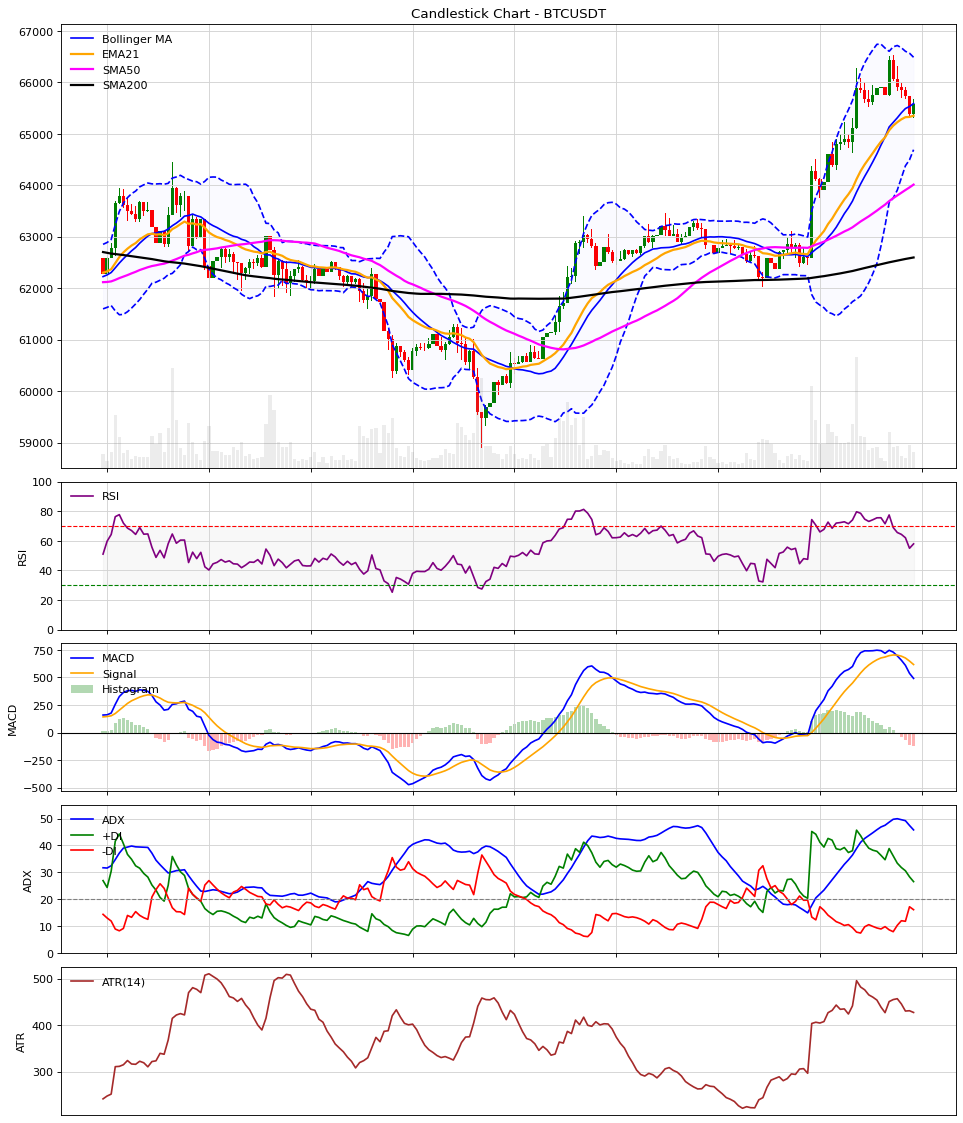 Candlestick Chart - BTCUSDT
67000
66000
65000
64000
63000
62000
61000
60000
59000
Bollinger MA
EMA21
SMA50
SMA200
100
80
60
40
20
0
RSI
RSI
750
500
250
0
−250
−500
MACD
MACD
Signal
Histogram
50
40
30
20
10
0
ADX
ADX
+DI
-DI
500
400
300
ATR
ATR(14)